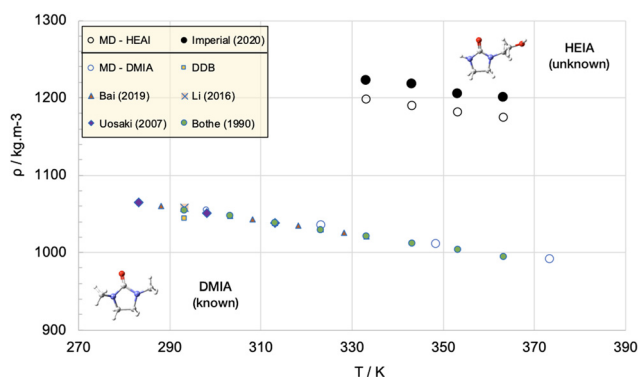 1300
1200
1100
1000
900
ρ / kg.m-3
MD - HEAI
Imperial (2020)
MD - DMIA
DDB
Bai (2019)
Li (2016)
Uosaki (2007)
Bothe (1990)
HEIA
(unknown)
DMIA
(known)
270
290
310
330
350
370
390
T / K